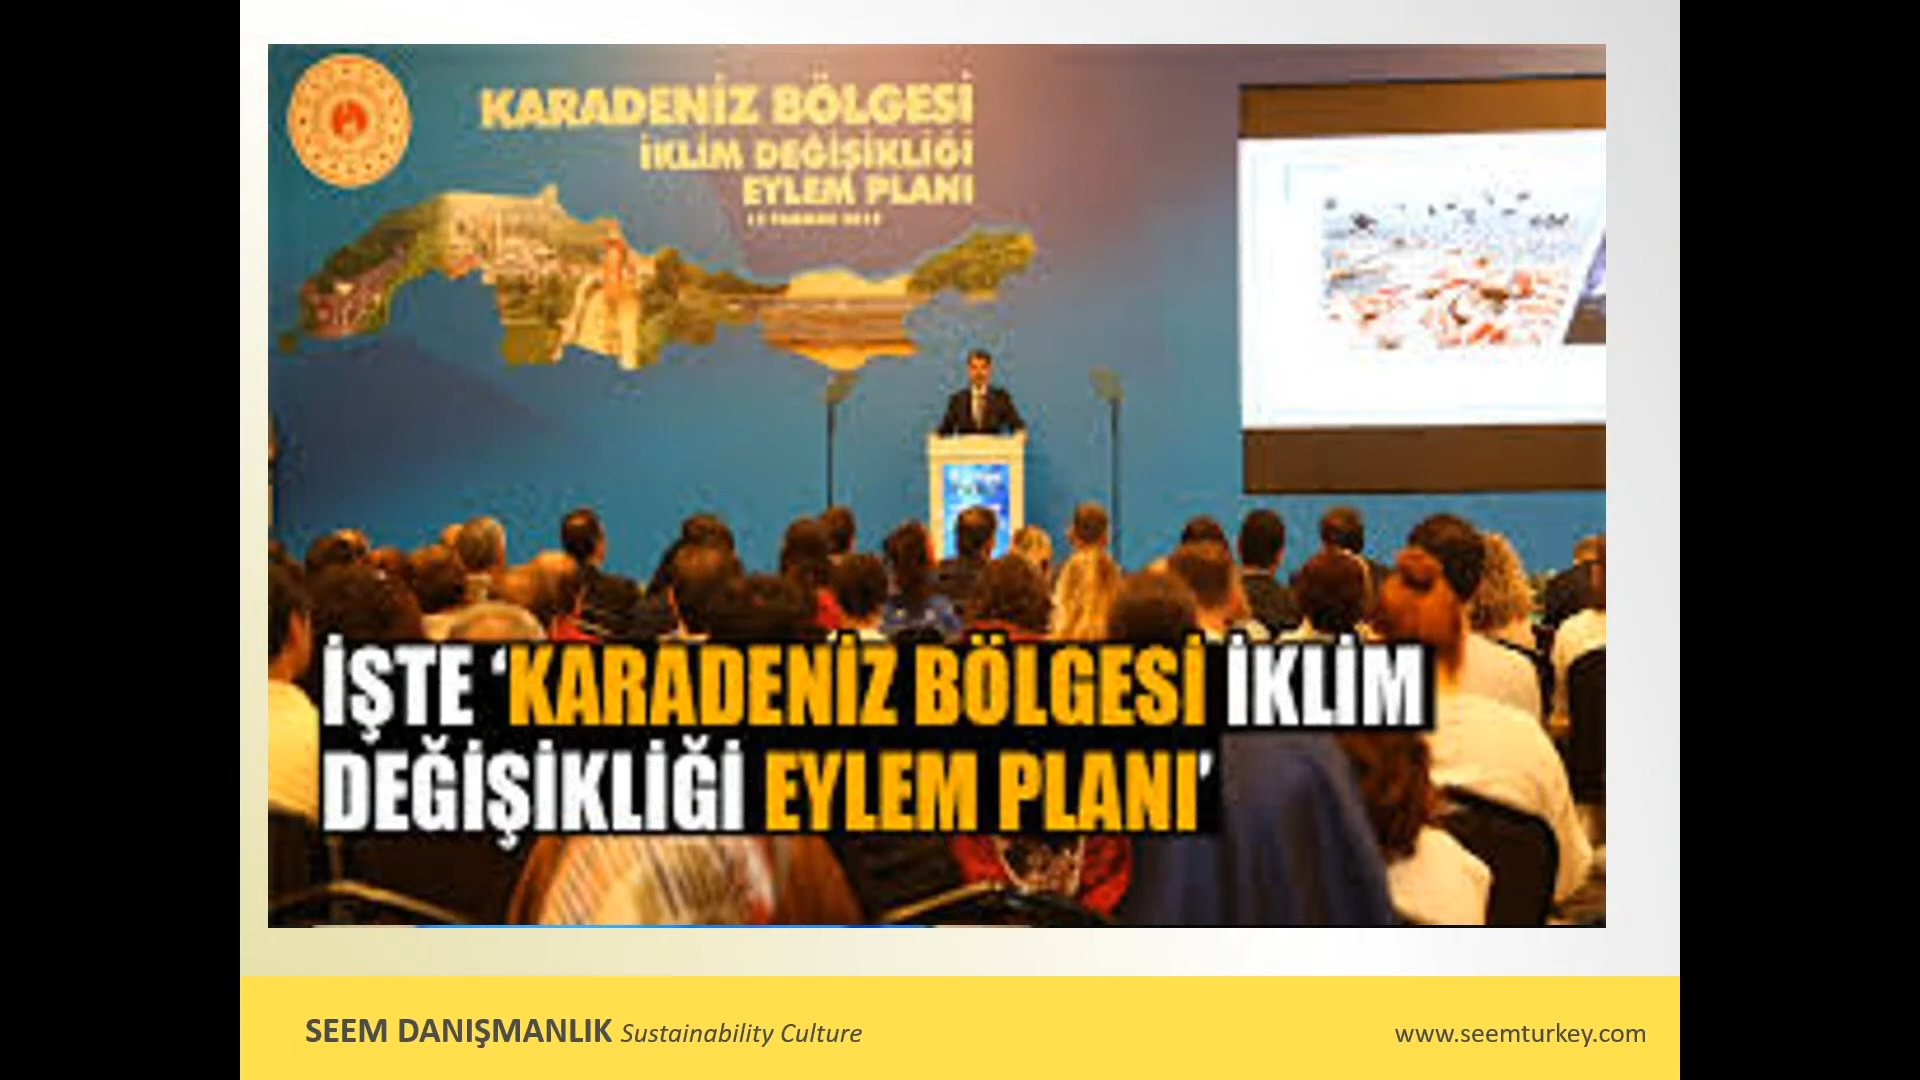 KARADENİZ BÖLGESİ
İKLİM DEĞİŞİKLİĞİ
EYLEM PLANI
İŞTE ‘KARADENİZ BÖLGESİ İKLİM
DEĞİŞİKLİĞİ EYLEM PLANI’
SEEM DANIŞMANLIK Sustainability Culture
www.seemturkey.com